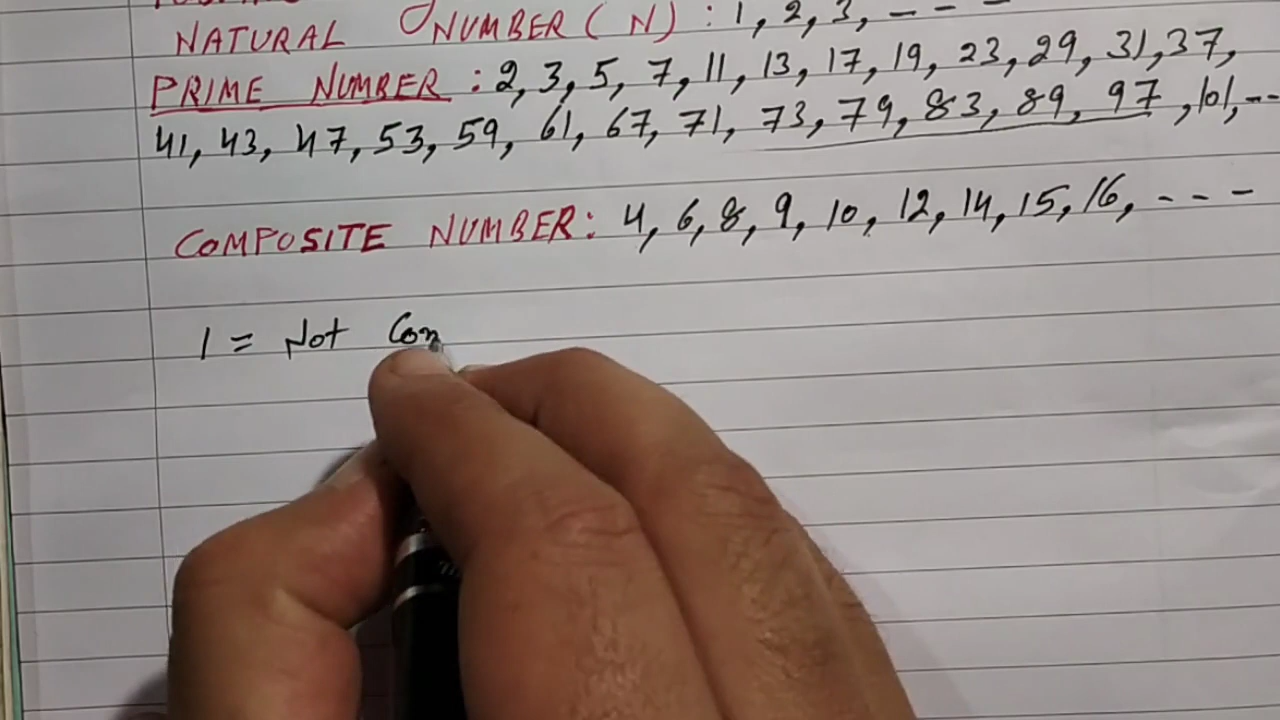 NATURAL NUMBER (N) : 1, 2, 3, - - -
PRIME NUMBER : 2, 3, 5, 7, 11, 13, 17, 19, 23, 29, 31, 37,
41, 43, 47, 53, 59, 61, 67, 71, 73, 79, 83, 89, 97, 101, --
COMPOSITE NUMBER: 4, 6, 8, 9, 10, 12, 14, 15, 16, - - -
1 = Not Com